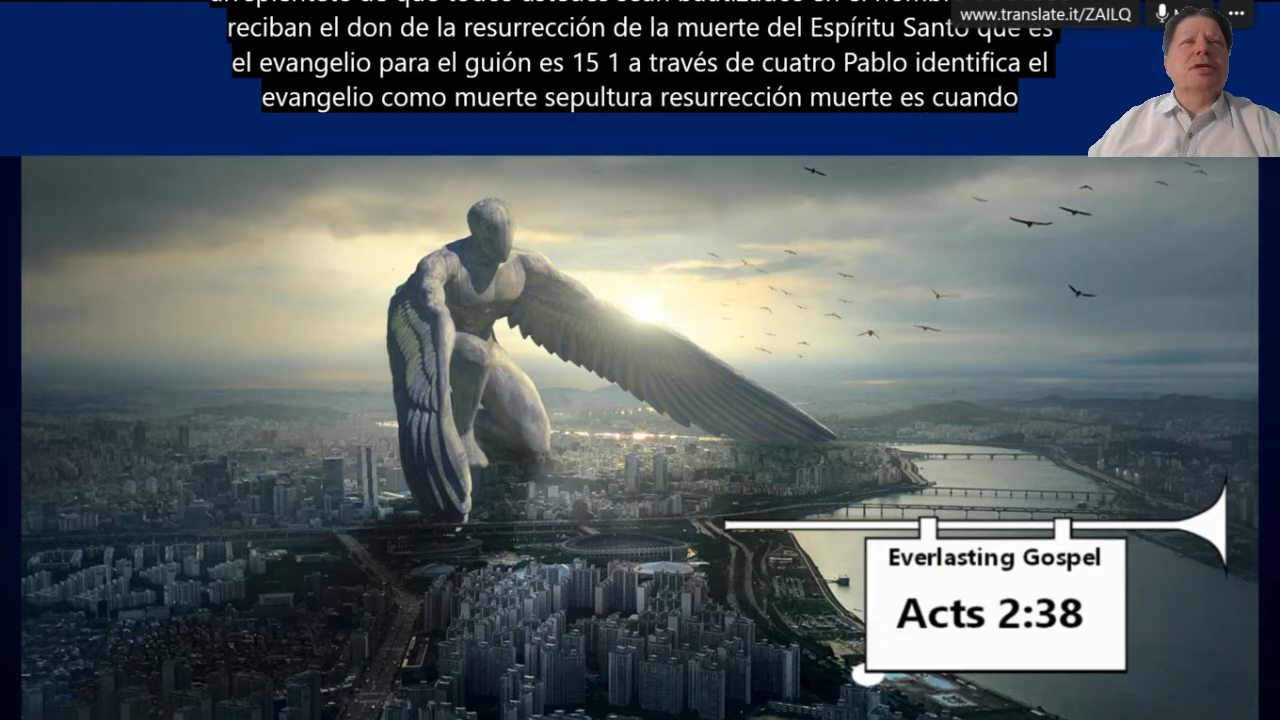 www.translate.it/ZAILQ
reciban el don de la resurrección de la muerte del Espíritu Santo que es
el evangelio para el guión es 15 1 a través de cuatro Pablo identifica el
evangelio como muerte sepultura resurrección muerte es cuando
Everlasting Gospel
Acts 2:38